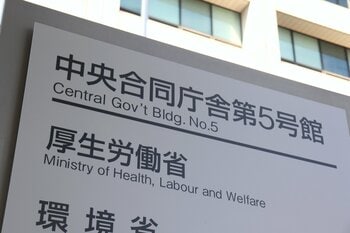 中央合同庁舎第5号館
Central Gov't Bldg. No.5
厚生労働省
Ministry of Health, Labour and Welfare
環境省